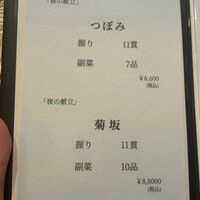 の献立」
つぼみ
握り 11貫
副菜 7品
￥6,600
(税込)
「夜の献立」
菊坂
握り 11貫
副菜 10品
￥8,8000
(税込)